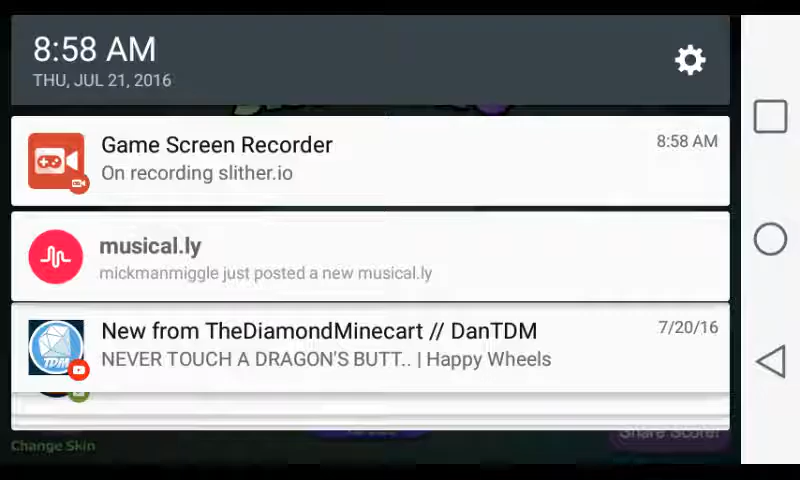 8:58 AM
THU, JUL 21, 2016
Game Screen Recorder 8:58 AM
On recording slither.io
musical.ly
mickmanmiggle just posted a new musical.ly
New from TheDiamondMinecart // DanTDM 7/20/16
TDM
NEVER TOUCH A DRAGON'S BUTT.. | Happy Wheels
Change Skin
Share Score!